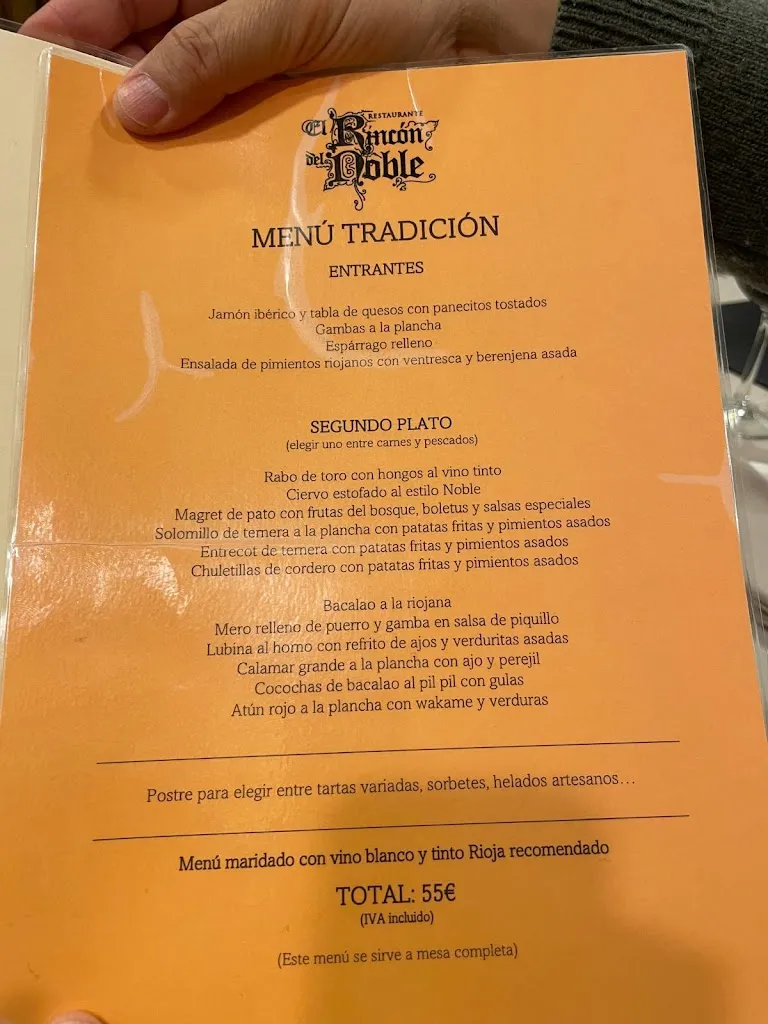 RESTAURANTE
El Rincón
del Noble
MENÚ TRADICIÓN
ENTRANTES
Jamón ibérico y tabla de quesos con panecitos tostados
Gambas a la plancha
Espárrago relleno
Ensalada de pimientos riojanos con ventresca y berenjena asada
SEGUNDO PLATO
(elegir uno entre carnes y pescados)
Rabo de toro con hongos al vino tinto
Ciervo estofado al estilo Noble
Magret de pato con frutas del bosque, boletus y salsas especiales
Solomillo de ternera a la plancha con patatas fritas y pimientos asados
Entrecot de ternera con patatas fritas y pimientos asados
Chuletillas de cordero con patatas fritas y pimientos asados
Bacalao a la riojana
Mero relleno de puerro y gamba en salsa de piquillo
Lubina al horno con refrito de ajos y verduritas asadas
Calamar grande a la plancha con ajo y perejil
Cocochas de bacalao al pil pil con gulas
Atún rojo a la plancha con wakame y verduras
Postre para elegir entre tartas variadas, sorbetes, helados artesanos...
Menú maridado con vino blanco y tinto Rioja recomendado
TOTAL: 55€
(IVA incluido)
(Este menú se sirve a mesa completa)